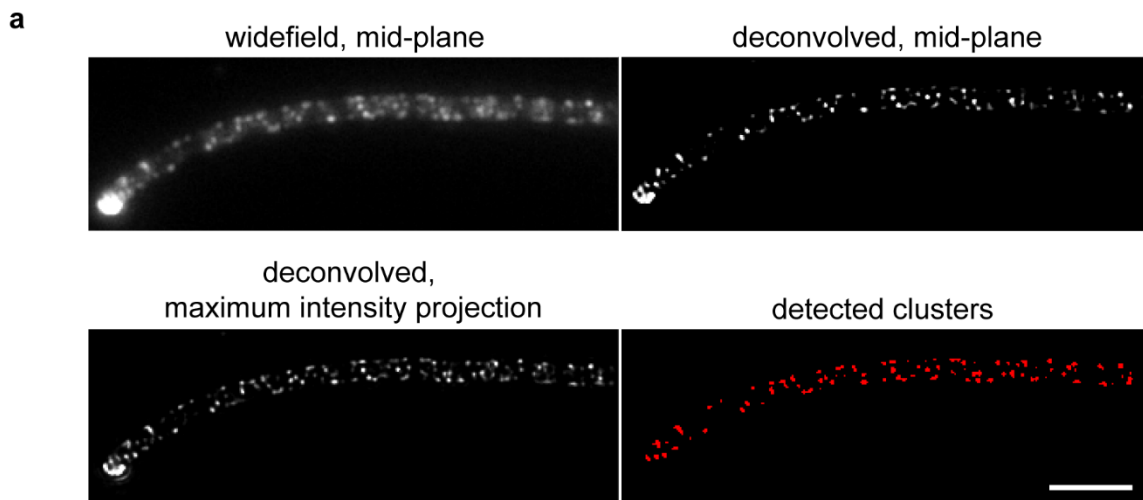 a
widefield, mid-plane
deconvolved, mid-plane
deconvolved,
maximum intensity projection
detected clusters